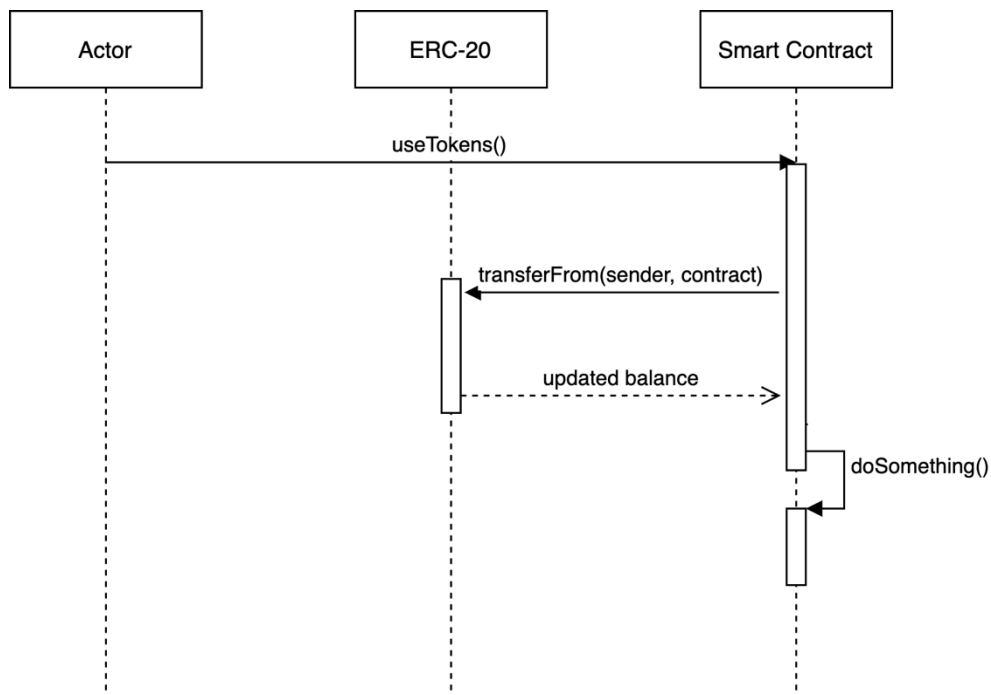 Actor
ERC-20
Smart Contract
useTokens()
transferFrom(sender, contract)
updated balance
doSomething()